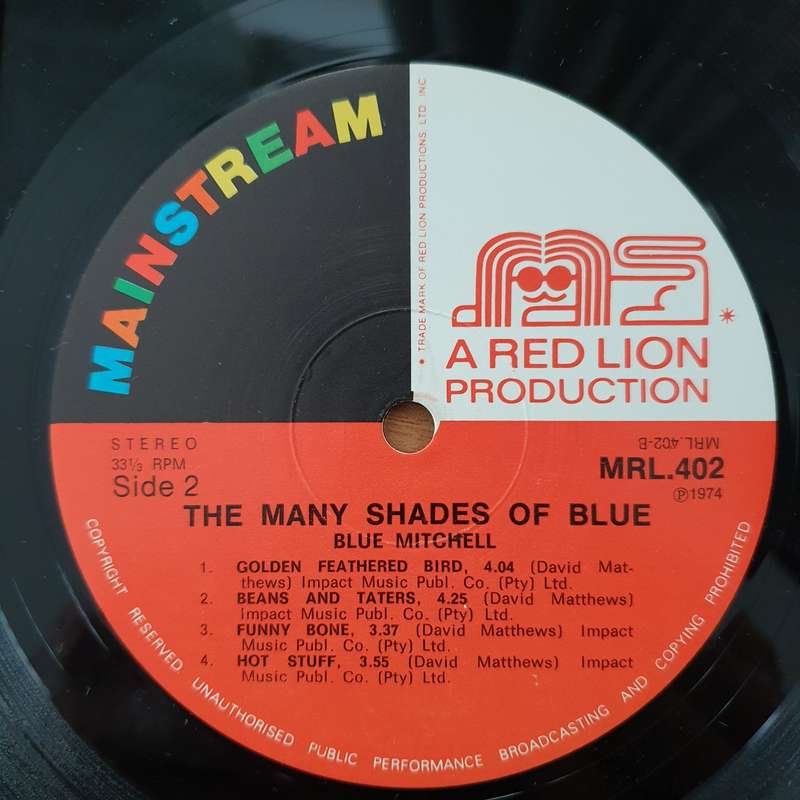 MAINSTREAM
• TRADE MARK OF RED LION PRODUCTIONS LTD. INC.
A RED LION
PRODUCTION
STEREO
33⅓ RPM
Side 2
MRL.402-B
MRL.402
Ⓟ1974
THE MANY SHADES OF BLUE
BLUE MITCHELL
1. GOLDEN FEATHERED BIRD, 4.04 (David Mat-
thews) Impact Music Publ. Co. (Pty) Ltd.
2. BEANS AND TATERS, 4.25 (David Matthews)
Impact Music Publ. Co. (Pty) Ltd.
3. FUNNY BONE, 3.37 (David Matthews) Impact
Music Publ. Co. (Pty) Ltd.
4. HOT STUFF, 3.55 (David Matthews) Impact
Music Publ. Co. (Pty) Ltd.
COPYRIGHT RESERVED. UNAUTHORISED PUBLIC PERFORMANCE BROADCASTING AND COPYING PROHIBITED